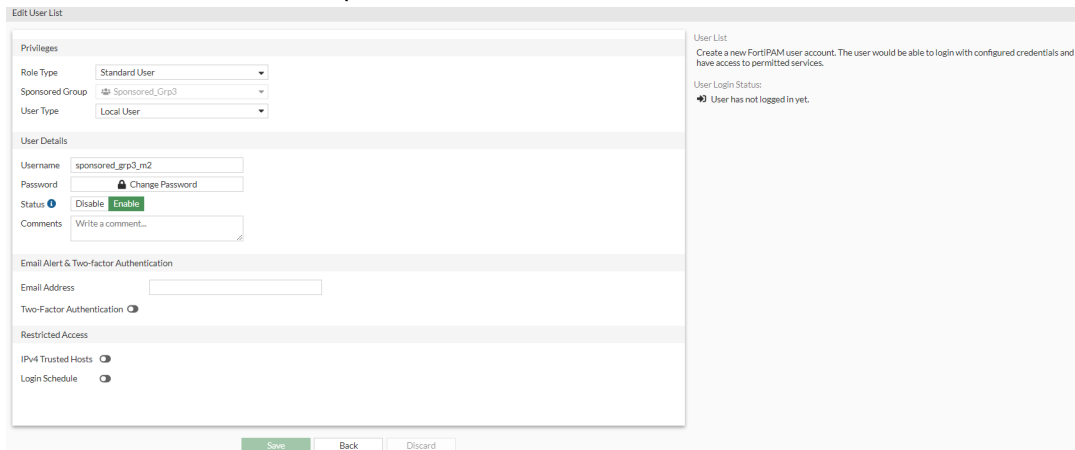 Edit User List
Privileges
Role Type Standard User
Sponsored Group Sponsored_Grp3
User Type Local User
User Details
Username sponsored_grp3_m2
Password Change Password
Status Disable Enable
Comments Write a comment...
Email Alert & Two-factor Authentication
Email Address
Two-Factor Authentication
Restricted Access
IPv4 Trusted Hosts
Login Schedule
Save Back Discard
User List
Create a new FortiPAM user account. The user would be able to login with configured credentials and
have access to permitted services.
User Login Status:
User has not logged in yet.